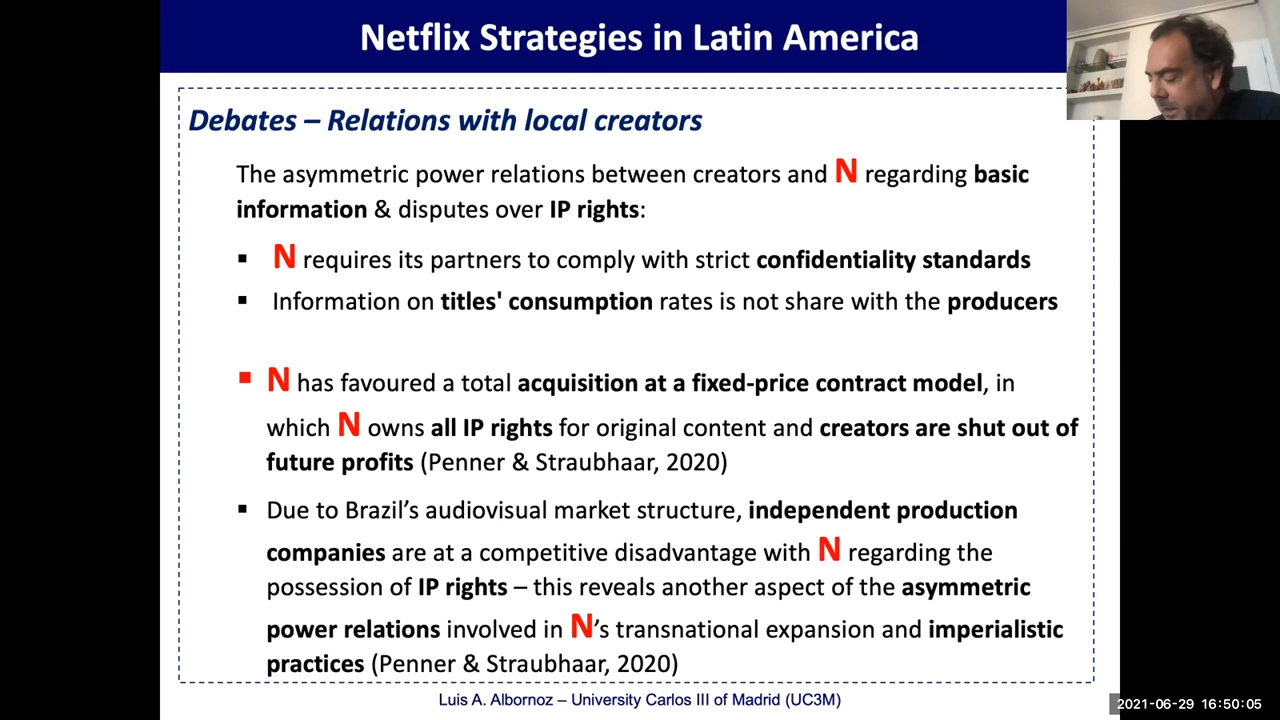 Netflix Strategies in Latin America
Debates – Relations with local creators
The asymmetric power relations between creators and N regarding basic
information & disputes over IP rights:
▪ N requires its partners to comply with strict confidentiality standards
▪ Information on titles' consumption rates is not share with the producers
▪ N has favoured a total acquisition at a fixed-price contract model, in
which N owns all IP rights for original content and creators are shut out of
future profits (Penner & Straubhaar, 2020)
▪ Due to Brazil’s audiovisual market structure, independent production
companies are at a competitive disadvantage with N regarding the
possession of IP rights – this reveals another aspect of the asymmetric
power relations involved in N’s transnational expansion and imperialistic
practices (Penner & Straubhaar, 2020)
Luis A. Albornoz – University Carlos III of Madrid (UC3M)
2021-06-29 16:50:05